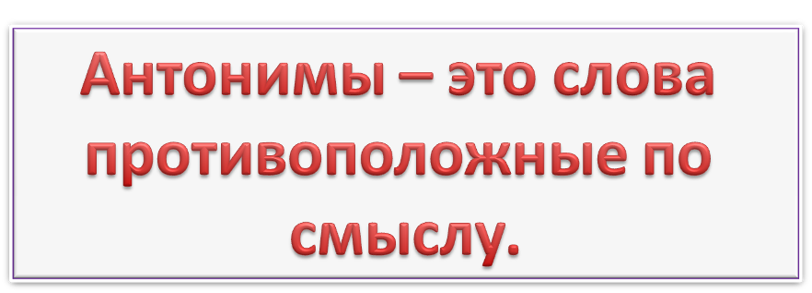 Антонимы – это слова
противоположные по
смыслу.